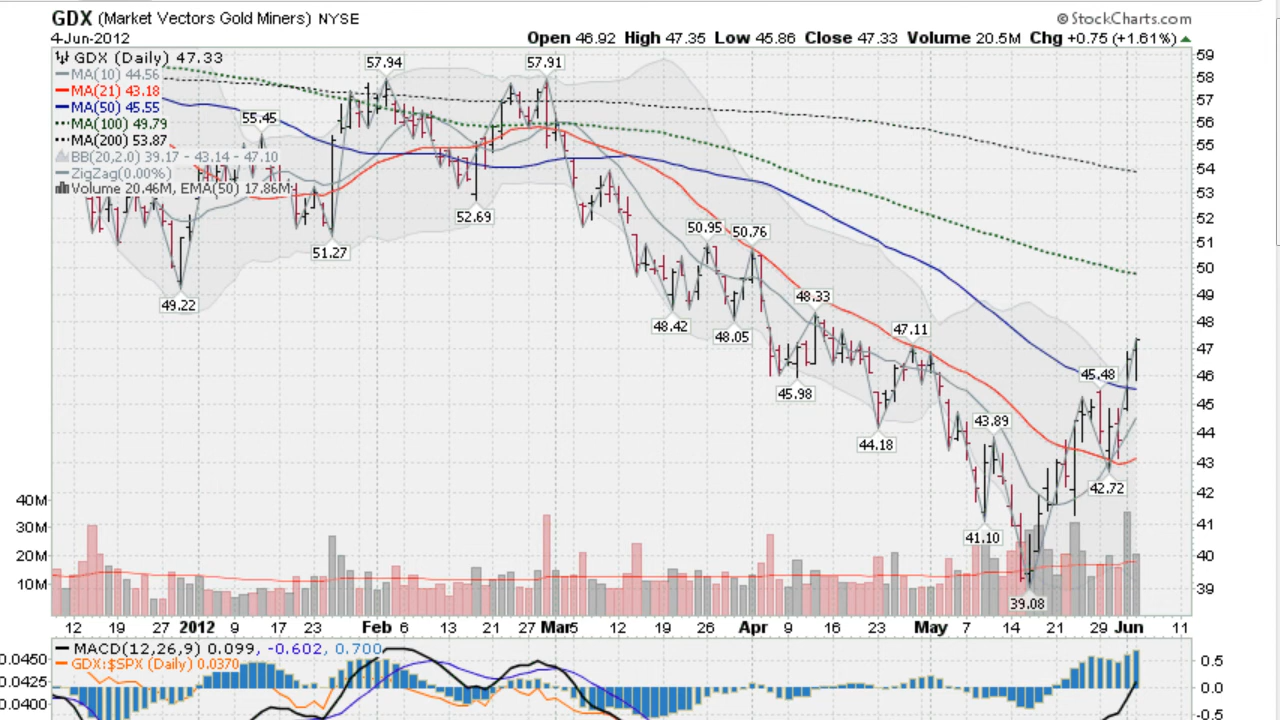 GDX (Market Vectors Gold Miners) NYSE
© StockCharts.com
4-Jun-2012
Open 46.92 High 47.35 Low 45.86 Close 47.33 Volume 20.5M Chg +0.75 (+1.61%)
GDX (Daily) 47.33
MA(10) 44.56
MA(21) 43.18
MA(50) 45.55
MA(100) 49.79
MA(200) 53.87
BB(20,2.0) 39.17 - 43.14 - 47.10
ZigZag(0.00%)
Volume 20.46M, EMA(50) 17.86M
57.94
57.91
55.45
52.69
51.27
49.22
50.95
50.76
48.42
48.05
48.33
47.11
45.98
45.48
44.18
43.89
42.72
41.10
39.08
59
58
57
56
55
54
53
52
51
50
49
48
47
46
45
44
43
42
41
40
39
40M
30M
20M
10M
12 19 27 2012 9 17 23 Feb 6 13 21 27 Mar 5 12 19 26 Apr 9 16 23 May 7 14 21 29 Jun 11
MACD(12,26,9) 0.099, -0.602, 0.700
GDX:$SPX (Daily) 0.0370
0.0450
0.0425
0.0400
0.5
0.0
-0.5